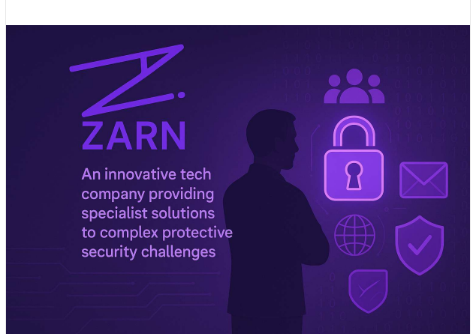 ZARN
An innovative tech
company providing
specialist solutions
to complex protective
security challenges